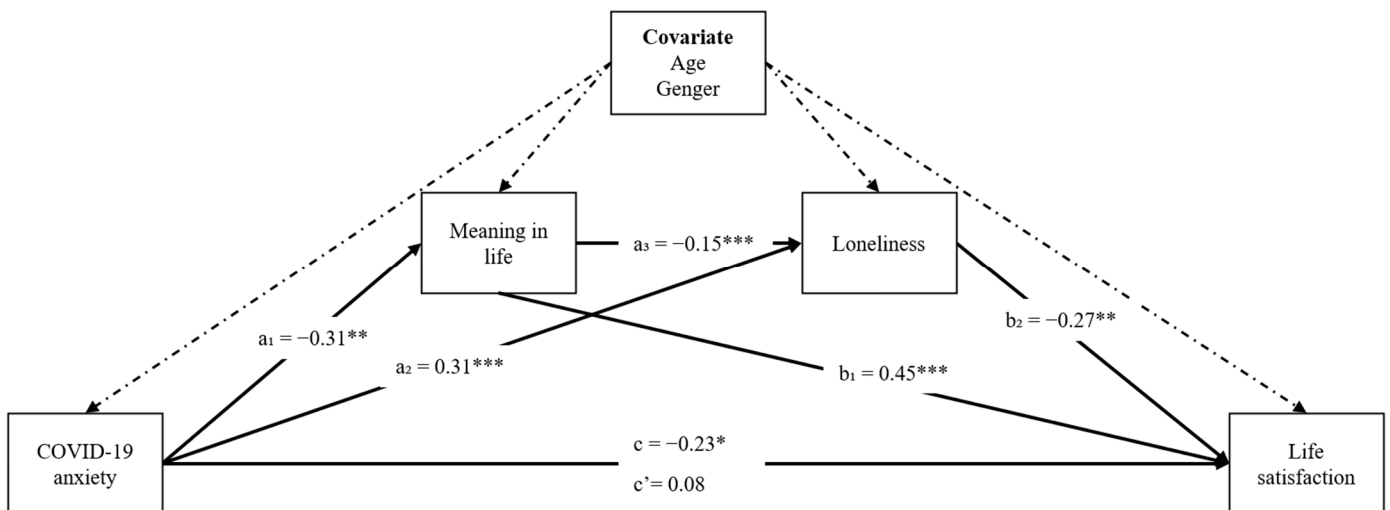 Covariate
Age
Genger
Meaning in
life
a₃ = −0.15***
Loneliness
a₁ = −0.31**
a₂ = 0.31***
b₂ = −0.27**
b₁ = 0.45***
COVID-19
anxiety
c = −0.23*
c’= 0.08
Life
satisfaction